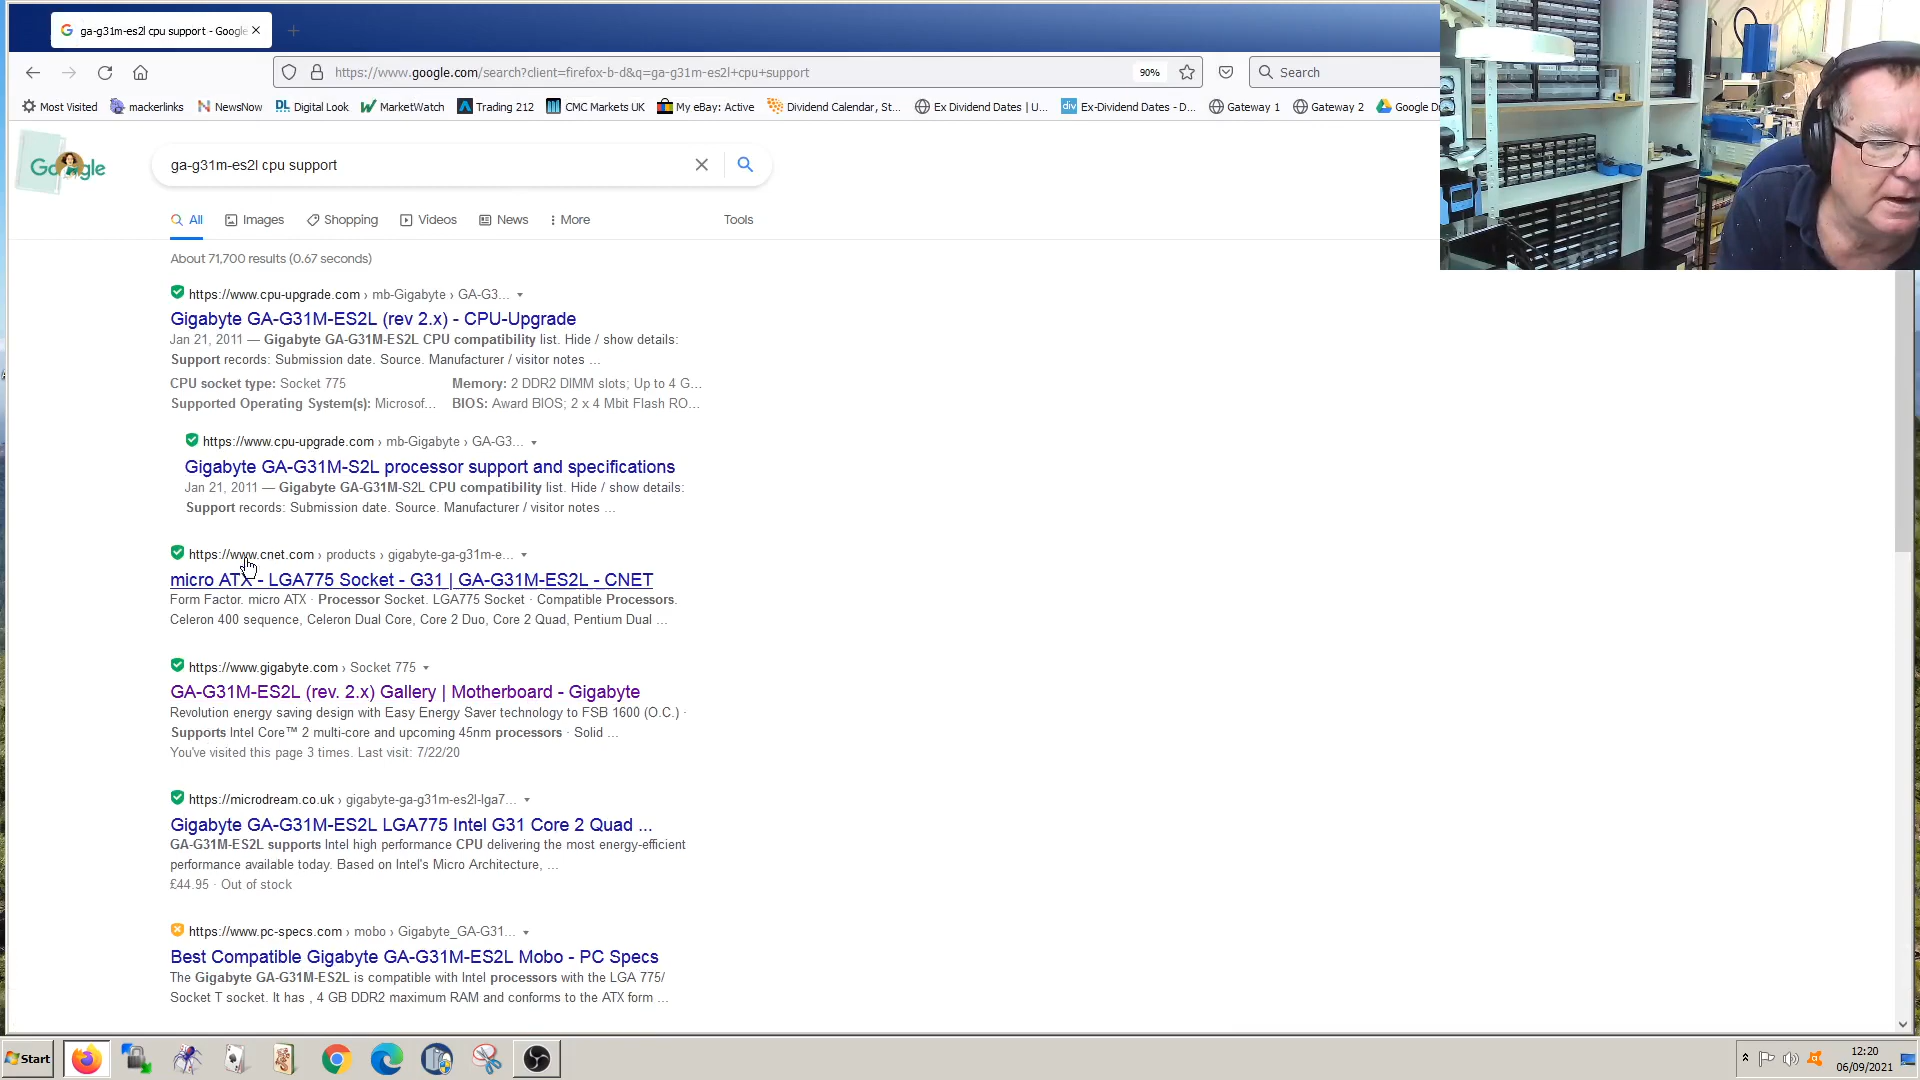 ga-g31m-es2l cpu support - Google
https://www.google.com/search?client=firefox-b-d&q=ga-g31m-es2l+cpu+support
90%
Search
Most Visited
mackerlinks
NewsNow
Digital Look
MarketWatch
Trading 212
CMC Markets UK
My eBay: Active
Dividend Calendar, St...
Ex Dividend Dates | U...
Ex-Dividend Dates - D...
Gateway 1
Gateway 2
Google
Google
ga-g31m-es2l cpu support
All
Images
Shopping
Videos
News
More
Tools
About 71,700 results (0.67 seconds)
https://www.cpu-upgrade.com › mb-Gigabyte › GA-G3...
Gigabyte GA-G31M-ES2L (rev 2.x) - CPU-Upgrade
Jan 21, 2011 — Gigabyte GA-G31M-ES2L CPU compatibility list. Hide / show details:
Support records: Submission date. Source. Manufacturer / visitor notes ...
CPU socket type: Socket 775
Memory: 2 DDR2 DIMM slots; Up to 4 G...
Supported Operating System(s): Microsof...
BIOS: Award BIOS; 2 x 4 Mbit Flash RO...
https://www.cpu-upgrade.com › mb-Gigabyte › GA-G3...
Gigabyte GA-G31M-S2L processor support and specifications
Jan 21, 2011 — Gigabyte GA-G31M-S2L CPU compatibility list. Hide / show details:
Support records: Submission date. Source. Manufacturer / visitor notes ...
https://www.cnet.com › products › gigabyte-ga-g31m-e...
micro ATX - LGA775 Socket - G31 | GA-G31M-ES2L - CNET
Form Factor. micro ATX · Processor Socket. LGA775 Socket · Compatible Processors.
Celeron 400 sequence, Celeron Dual Core, Core 2 Duo, Core 2 Quad, Pentium Dual ...
https://www.gigabyte.com › Socket 775
GA-G31M-ES2L (rev. 2.x) Gallery | Motherboard - Gigabyte
Revolution energy saving design with Easy Energy Saver technology to FSB 1600 (O.C.) ·
Supports Intel Core™ 2 multi-core and upcoming 45nm processors · Solid ...
You've visited this page 3 times. Last visit: 7/22/20
https://microdream.co.uk › gigabyte-ga-g31m-es2l-lga7...
Gigabyte GA-G31M-ES2L LGA775 Intel G31 Core 2 Quad ...
GA-G31M-ES2L supports Intel high performance CPU delivering the most energy-efficient
performance available today. Based on Intel's Micro Architecture, ...
£44.95 · Out of stock
https://www.pc-specs.com › mobo › Gigabyte_GA-G31...
Best Compatible Gigabyte GA-G31M-ES2L Mobo - PC Specs
The Gigabyte GA-G31M-ES2L is compatible with Intel processors with the LGA 775/
Socket T socket. It has , 4 GB DDR2 maximum RAM and conforms to the ATX form ...
Start
12:20
06/09/2021